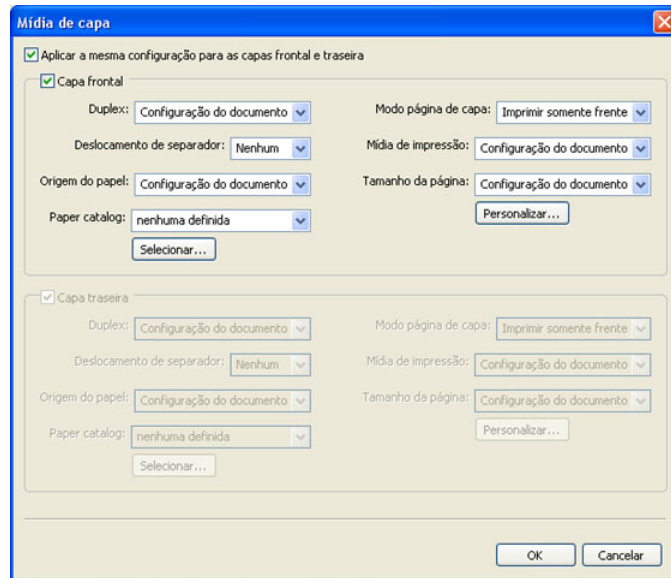 Mídia de capa
Aplicar a mesma configuração para as capas frontal e traseira
Capa frontal
Duplex: Configuração do documento Modo página de capa: Imprimir somente frente
Deslocamento de separador: Nenhum Mídia de impressão: Configuração do documento
Origem do papel: Configuração do documento Tamanho da página: Configuração do documento
Paper catalog: nenhuma definida Personalizar...
Selecionar...
Capa traseira
Duplex: Configuração do documento Modo página de capa: Imprimir somente frente
Deslocamento de separador: Nenhum Mídia de impressão: Configuração do documento
Origem do papel: Configuração do documento Tamanho da página: Configuração do documento
Paper catalog: nenhuma definida Personalizar...
Selecionar...
OK Cancelar